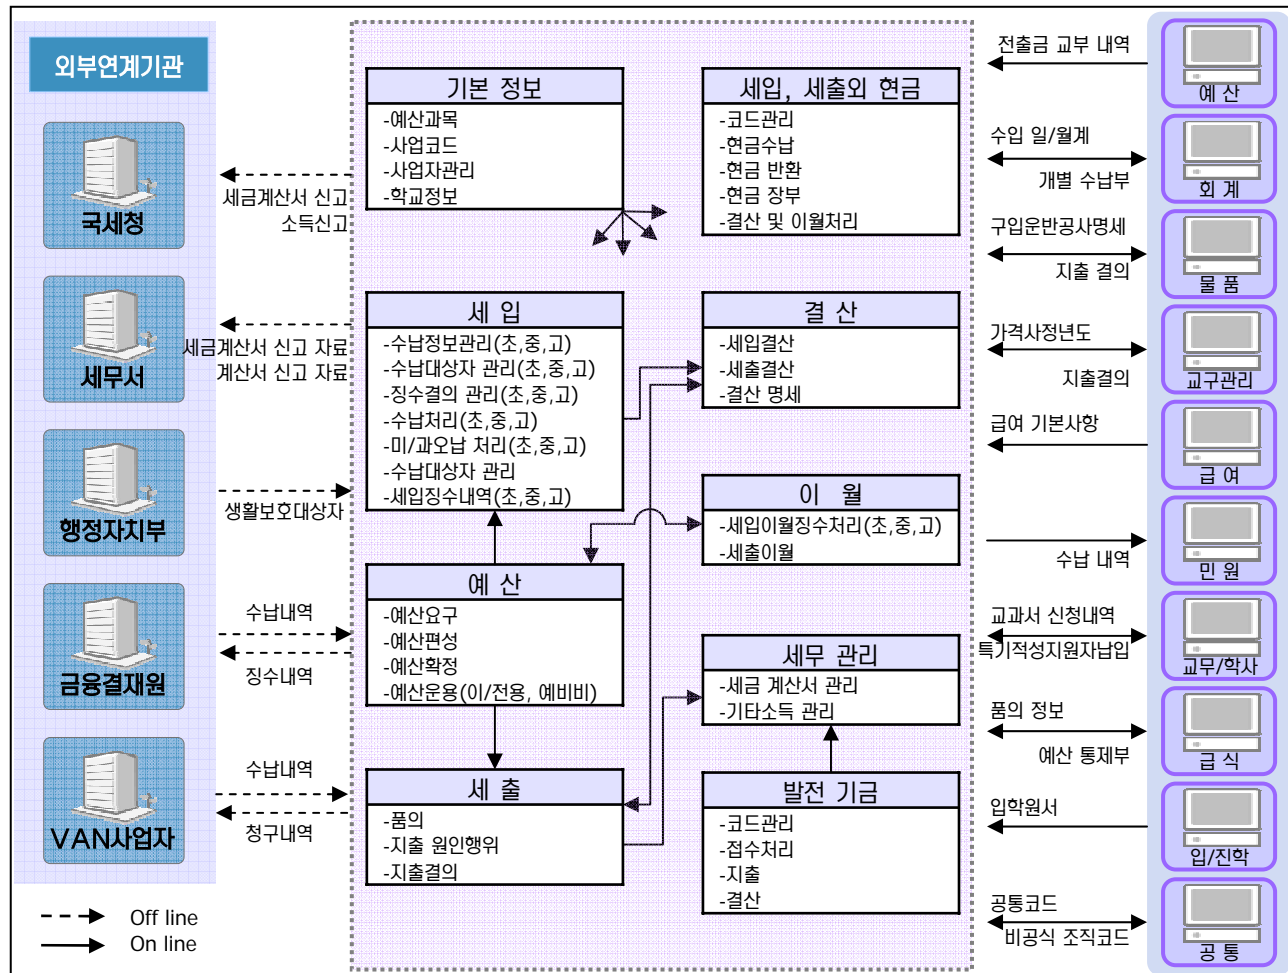 외부연계기관
국세청
세무서
행정자치부
금융결재원
VAN사업자
세금계산서 신고
소득신고
세금계산서 신고 자료
계산서 신고 자료
생활보호대상자
수납내역
징수내역
수납내역
청구내역
Off line
On line
기본 정보
-예산과목
-사업코드
-사업자관리
-학교정보
세 입
-수납정보관리(초,중,고)
-수납대상자 관리(초,중,고)
-징수결의 관리(초,중,고)
-수납처리(초,중,고)
-미/과오납 처리(초,중,고)
-수납대상자 관리
-세입징수내역(초,중,고)
예 산
-예산요구
-예산편성
-예산확정
-예산운용(이/전용, 예비비)
세 출
-품의
-지출 원인행위
-지출결의
세입, 세출외 현금
-코드관리
-현금수납
-현금 반환
-현금 장부
-결산 및 이월처리
결 산
-세입결산
-세출결산
-결산 명세
이 월
-세입이월징수처리(초,중,고)
-세출이월
세무 관리
-세금 계산서 관리
-기타소득 관리
발전 기금
-코드관리
-접수처리
-지출
-결산
전출금 교부 내역
예 산
수입 일/월계
개별 수납부
회 계
구입운반공사명세
지출 결의
물 품
가격사정년도
지출결의
교구관리
급여 기본사항
급 여
수납 내역
민 원
교과서 신청내역
특기적성지원자납입
교무/학사
품의 정보
예산 통제부
급 식
입학원서
입/진학
공통코드
비공식 조직코드
공 통